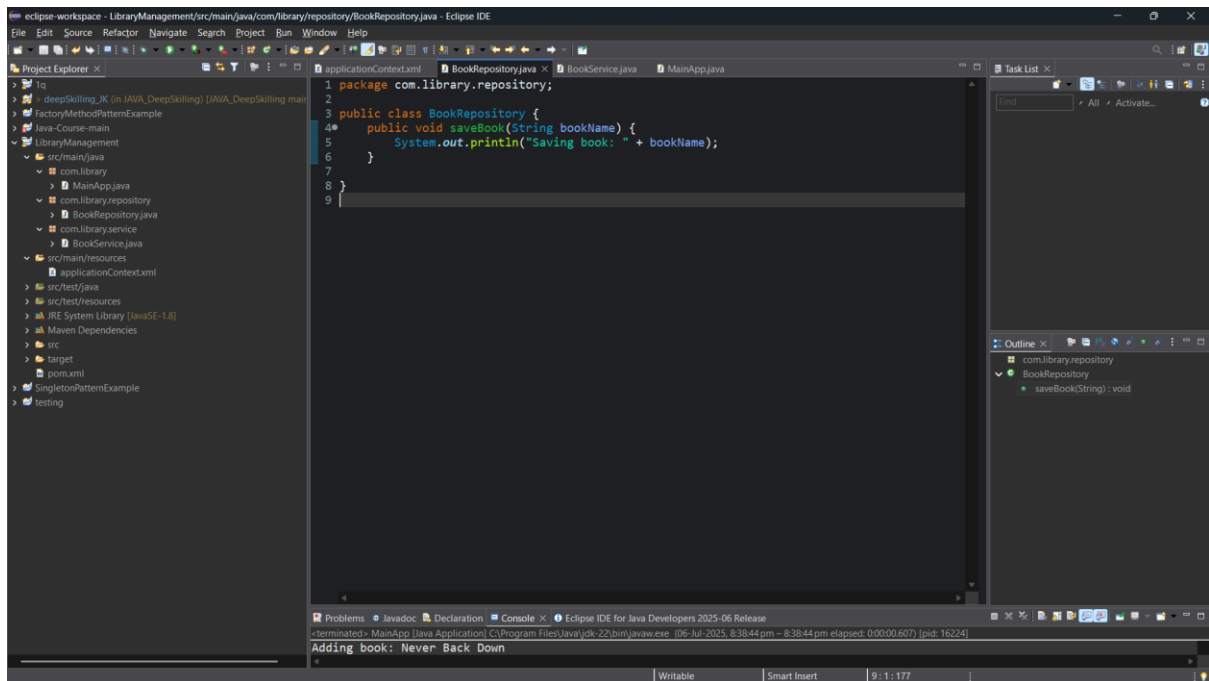 eclipse-workspace - LibraryManagement/src/main/java/com/library/repository/BookRepository.java - Eclipse IDE
File Edit Source Refactor Navigate Search Project Run Window Help
Project Explorer
1q
> deepSkilling_JK (in JAVA_DeepSkilling) [JAVA_DeepSkilling main
FactoryMethodPatternExample
Java-Course-main
LibraryManagement
src/main/java
com.library
MainApp.java
com.library.repository
BookRepository.java
com.library.service
BookService.java
src/main/resources
applicationContext.xml
src/test/java
src/test/resources
JRE System Library [JavaSE-1.8]
Maven Dependencies
src
target
pom.xml
SingletonPatternExample
testing
applicationContext.xml BookRepository.java BookService.java MainApp.java
1 package com.library.repository;
2
3 public class BookRepository {
4 public void saveBook(String bookName) {
5 System.out.println("Saving book: " + bookName);
6 }
7
8 }
9
Task List
Find All Activate...
Outline
com.library.repository
BookRepository
saveBook(String) : void
Problems Javadoc Declaration Console Eclipse IDE for Java Developers 2025-06 Release
<terminated> MainApp [Java Application] C:\Program Files\Java\jdk-22\bin\javaw.exe (06-Jul-2025, 8:38:44 pm – 8:38:44 pm elapsed: 0:00:00.607) [pid: 16224]
Adding book: Never Back Down
Writable Smart Insert 9 : 1 : 177